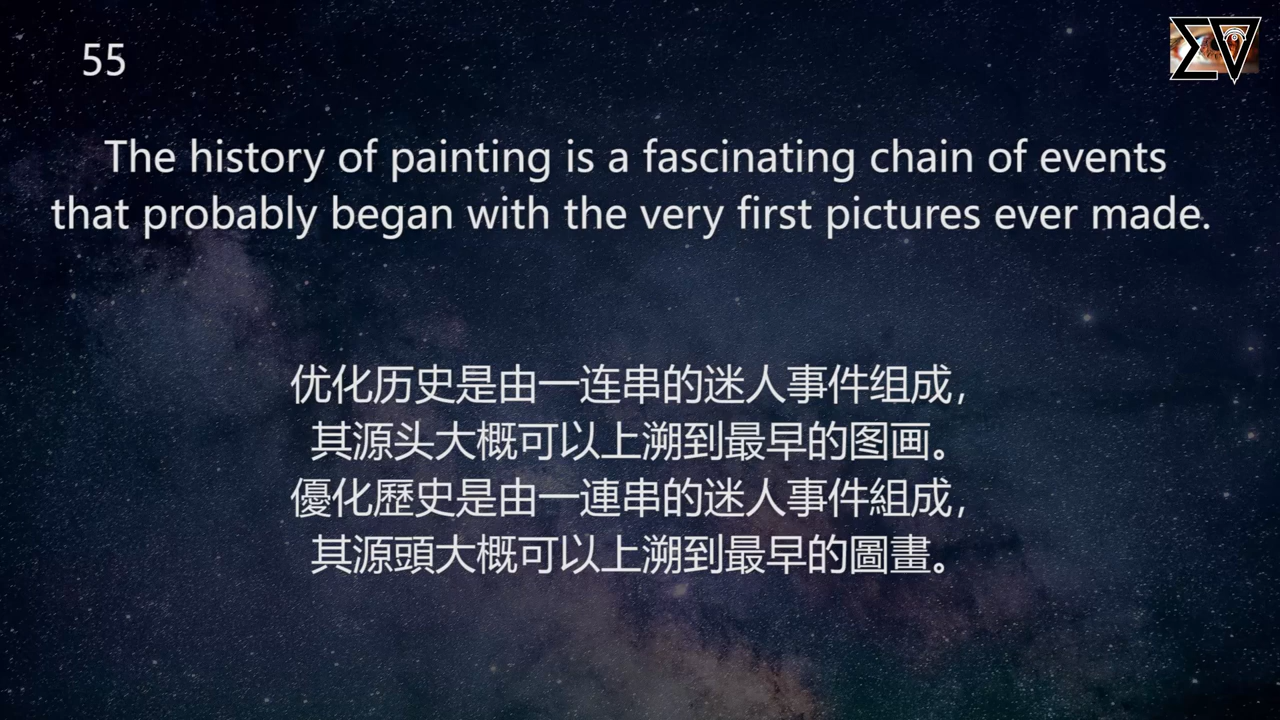 55
The history of painting is a fascinating chain of events
that probably began with the very first pictures ever made.
优化历史是由一连串的迷人事件组成，
其源头大概可以上溯到最早的图画。
優化歷史是由一連串的迷人事件組成，
其源頭大概可以上溯到最早的圖畫。